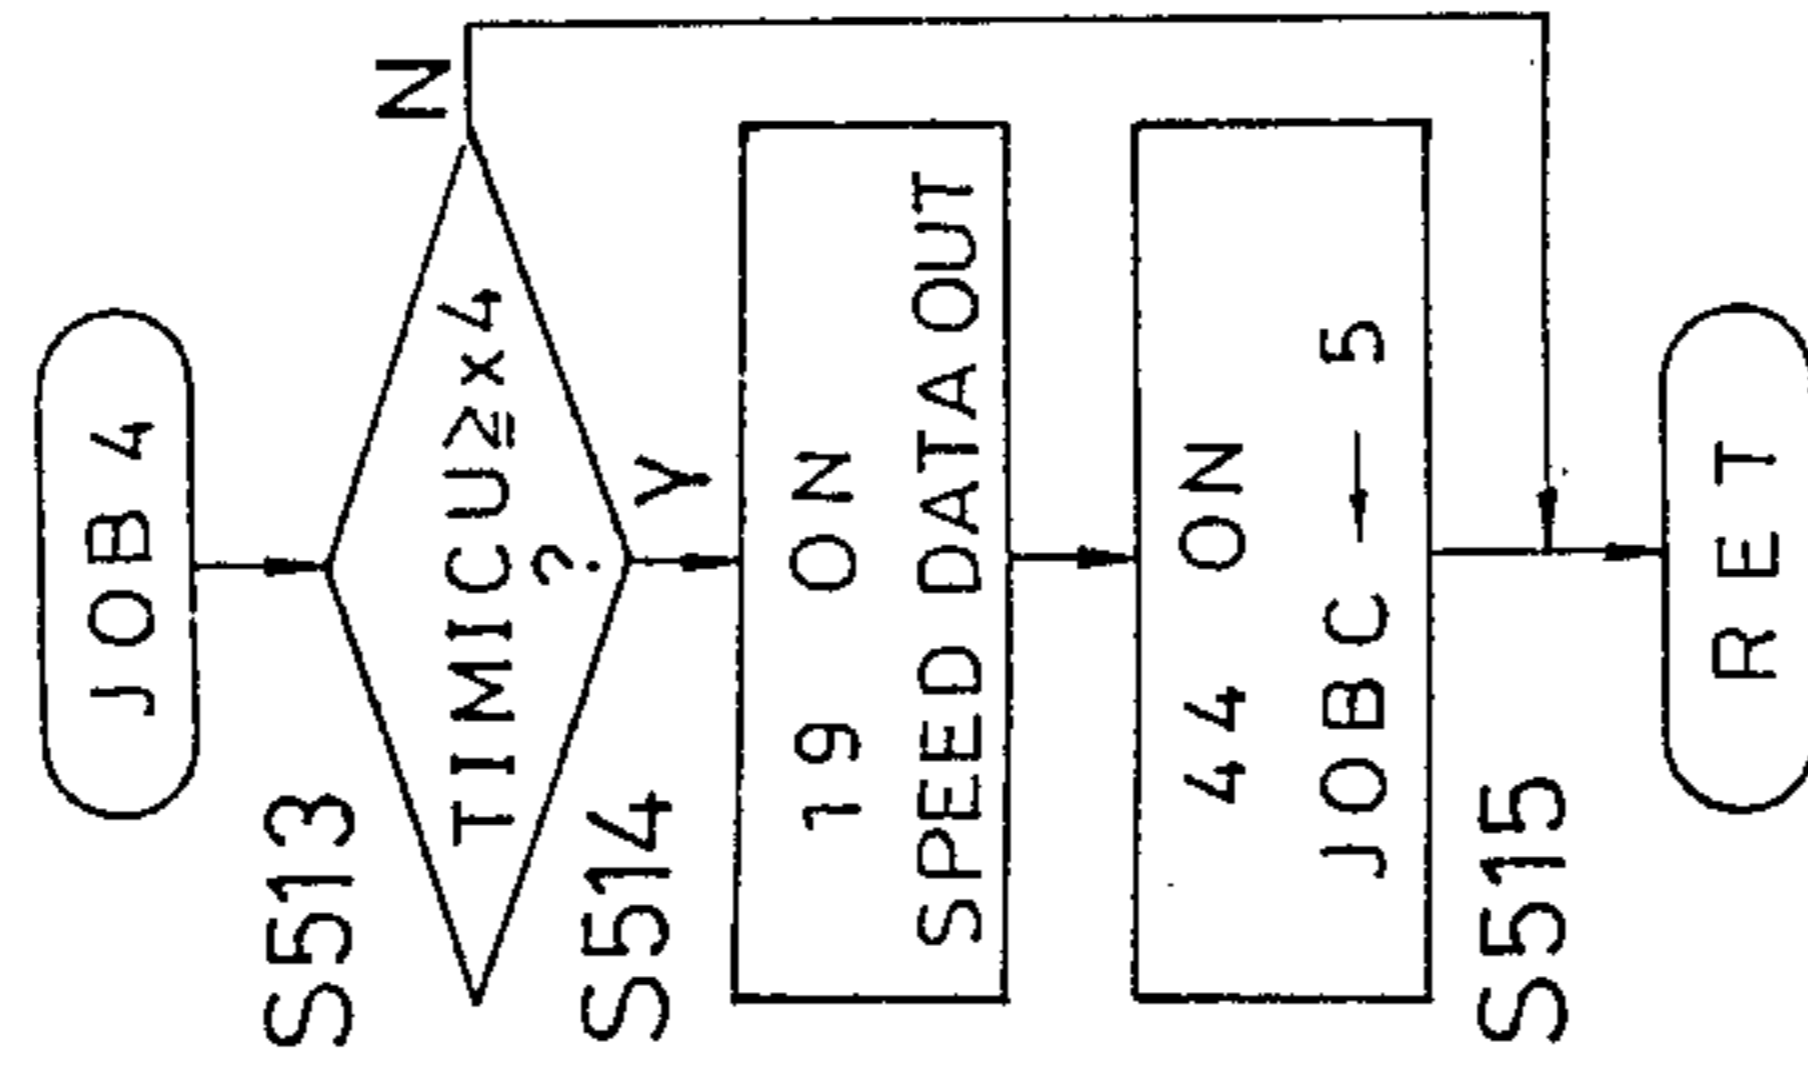 JOB 4
S513
TIMICU≧x4
?
N
Y
S514
19 ON
SPEED DATA OUT
44 ON
JOBC ← 5
S515
RET